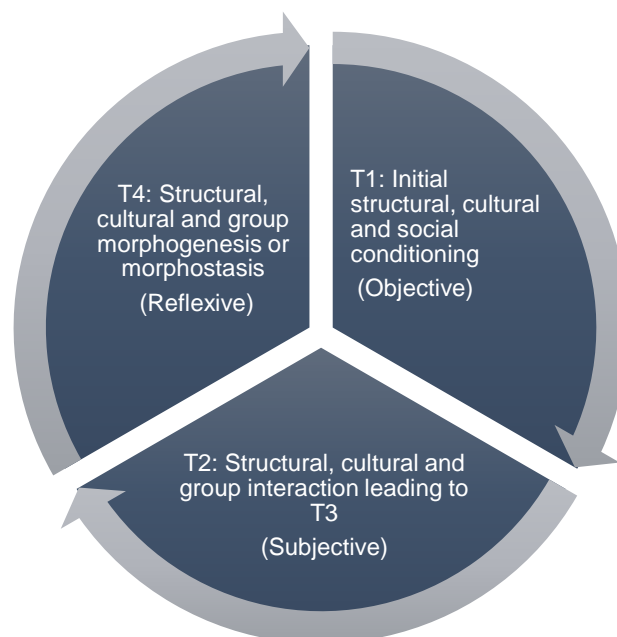 T1: Initial
structural, cultural
and social
conditioning
(Objective)
T2: Structural, cultural and
group interaction leading to
T3
(Subjective)
T4: Structural,
cultural and group
morphogenesis or
morphostasis
(Reflexive)